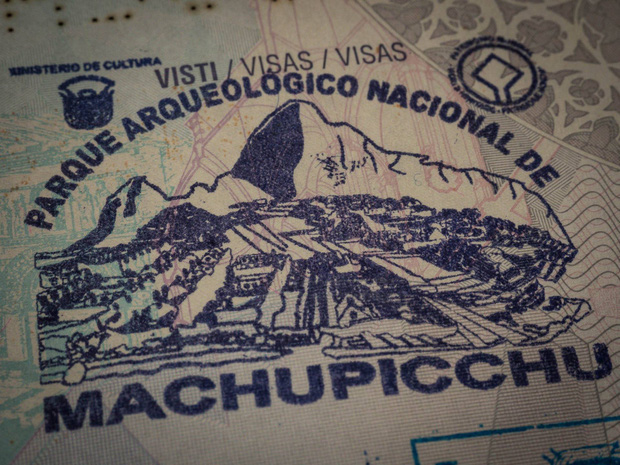 MINISTERIO DE CULTURA
VISTI / VISAS / VISAS
PARQUE ARQUEOLÓGICO NACIONAL DE
MACHUPICCHU